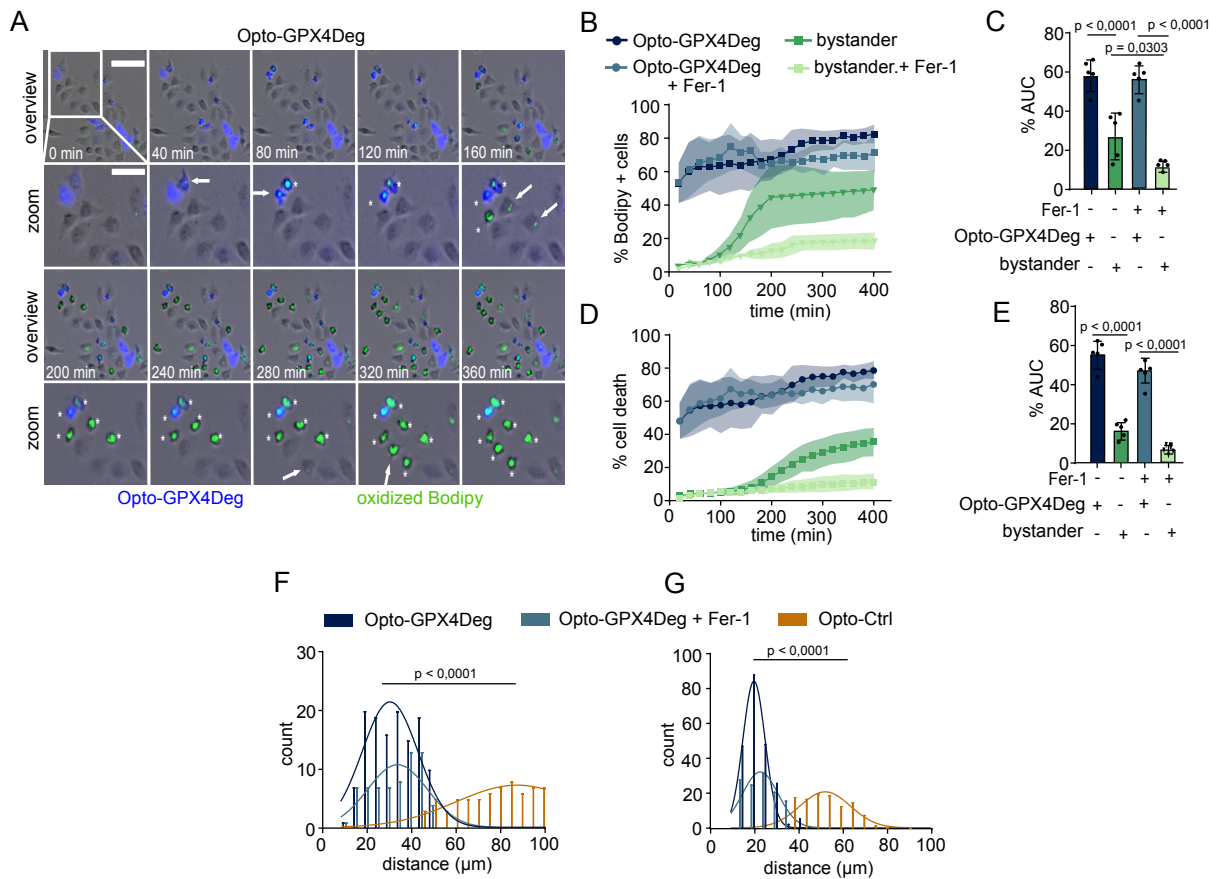 A
Opto-GPX4Deg
overview
0 min
40 min
80 min
120 min
160 min
zoom
*
overview
200 min
240 min
280 min
320 min
360 min
zoom
*
Opto-GPX4Deg
oxidized Bodipy
B
Opto-GPX4Deg
bystander
Opto-GPX4Deg
+ Fer-1
bystander.+ Fer-1
% Bodipy + cells
100
80
60
40
20
0
0 100 200 300 400
time (min)
C
p < 0,0001 p < 0,0001
p = 0,0303
% AUC
80
60
40
20
0
Fer-1 - - + +
Opto-GPX4Deg + - + -
bystander - + - +
D
% cell death
100
80
60
40
20
0
0 100 200 300 400
time (min)
E
p < 0,0001
p < 0,0001
% AUC
80
60
40
20
0
Fer-1 - - + +
Opto-GPX4Deg + - + -
bystander - + - +
F
G
Opto-GPX4Deg
Opto-GPX4Deg + Fer-1
Opto-Ctrl
p < 0,0001
count
30
20
10
0
0 20 40 60 80 100
distance (µm)
p < 0,0001
count
100
80
60
40
20
0
0 20 40 60 80 100
distance (µm)